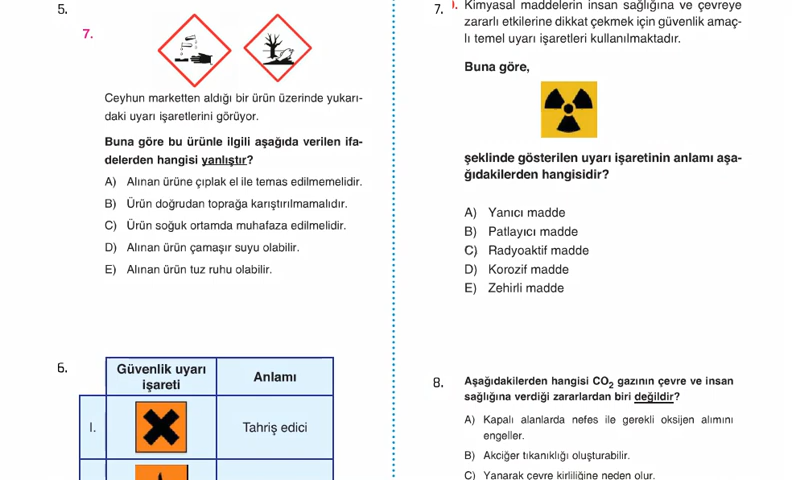 5.
7.
Ceyhun marketten aldığı bir ürün üzerinde yukarı-
daki uyarı işaretlerini görüyor.
Buna göre bu ürünle ilgili aşağıda verilen ifa-
delerden hangisi yanlıştır?
A) Alınan ürüne çıplak el ile temas edilmemelidir.
B) Ürün doğrudan toprağa karıştırılmamalıdır.
C) Ürün soğuk ortamda muhafaza edilmelidir.
D) Alınan ürün çamaşır suyu olabilir.
E) Alınan ürün tuz ruhu olabilir.
6.
Güvenlik uyarı
işareti
Anlamı
I.
Tahriş edici
7.
Kimyasal maddelerin insan sağlığına ve çevreye
zararlı etkilerine dikkat çekmek için güvenlik amaç-
lı temel uyarı işaretleri kullanılmaktadır.
Buna göre,
şeklinde gösterilen uyarı işaretinin anlamı aşa-
ğıdakilerden hangisidir?
A) Yanıcı madde
B) Patlayıcı madde
C) Radyoaktif madde
D) Korozif madde
E) Zehirli madde
8.
Aşağıdakilerden hangisi CO₂ gazının çevre ve insan
sağlığına verdiği zararlardan biri değildir?
A) Kapalı alanlarda nefes ile gerekli oksijen alımını
engeller.
B) Akciğer tıkanıklığı oluşturabilir.
C) Yanarak çevre kirliliğine neden olur.